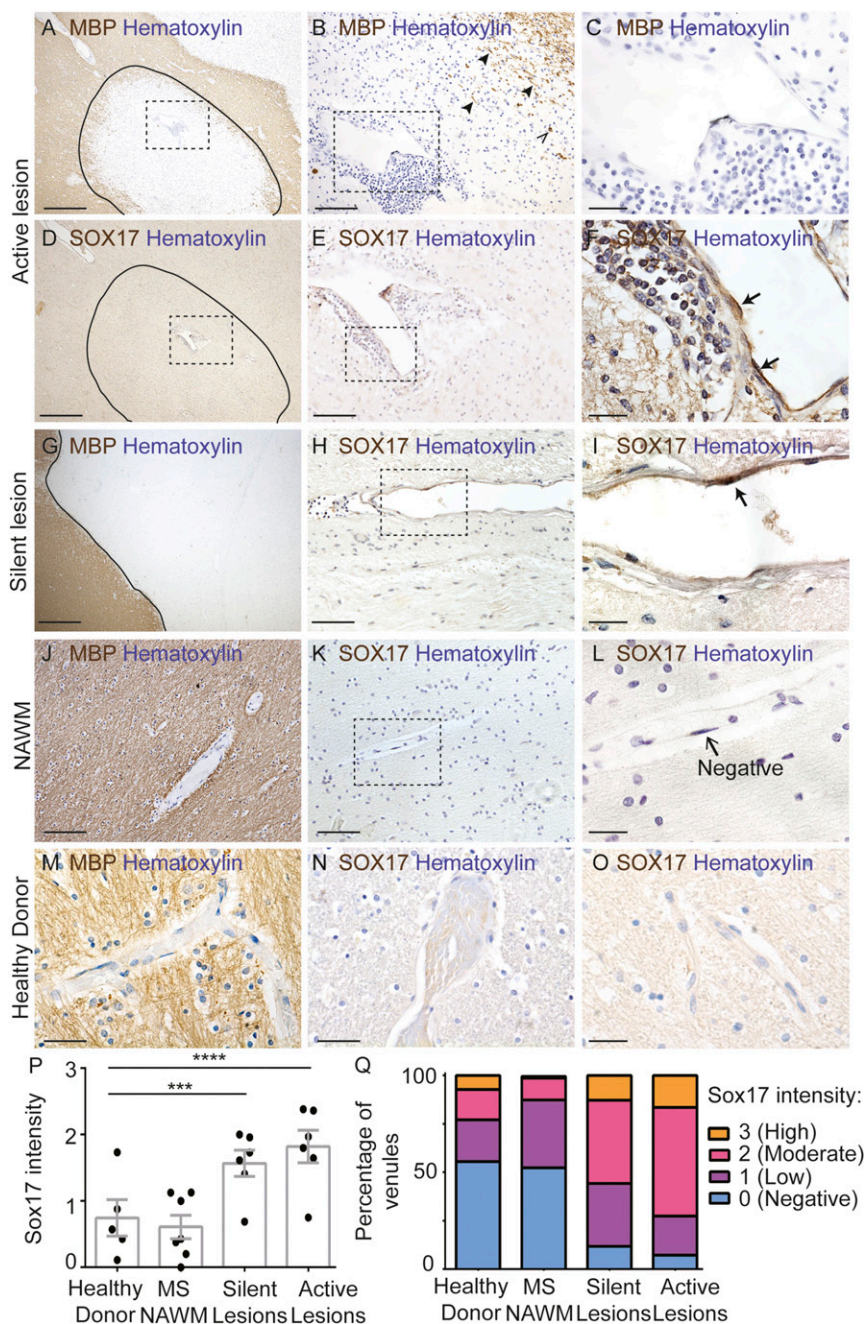 Active lesion
A MBP Hematoxylin
B MBP Hematoxylin
C MBP Hematoxylin
D SOX17 Hematoxylin
E SOX17 Hematoxylin
F SOX17 Hematoxylin
Silent lesion
G MBP Hematoxylin
H SOX17 Hematoxylin
I SOX17 Hematoxylin
NAWM
J MBP Hematoxylin
K SOX17 Hematoxylin
L SOX17 Hematoxylin
Negative
Healthy Donor
M MBP Hematoxylin
N SOX17 Hematoxylin
O SOX17 Hematoxylin
P
Sox17 intensity
3
2
1
0
****
***
Healthy Donor
MS NAWM
Silent Lesions
Active Lesions
Q
Percentage of venules
100
50
0
Healthy Donor
MS NAWM
Silent Lesions
Active Lesions
Sox17 intensity:
3 (High)
2 (Moderate)
1 (Low)
0 (Negative)